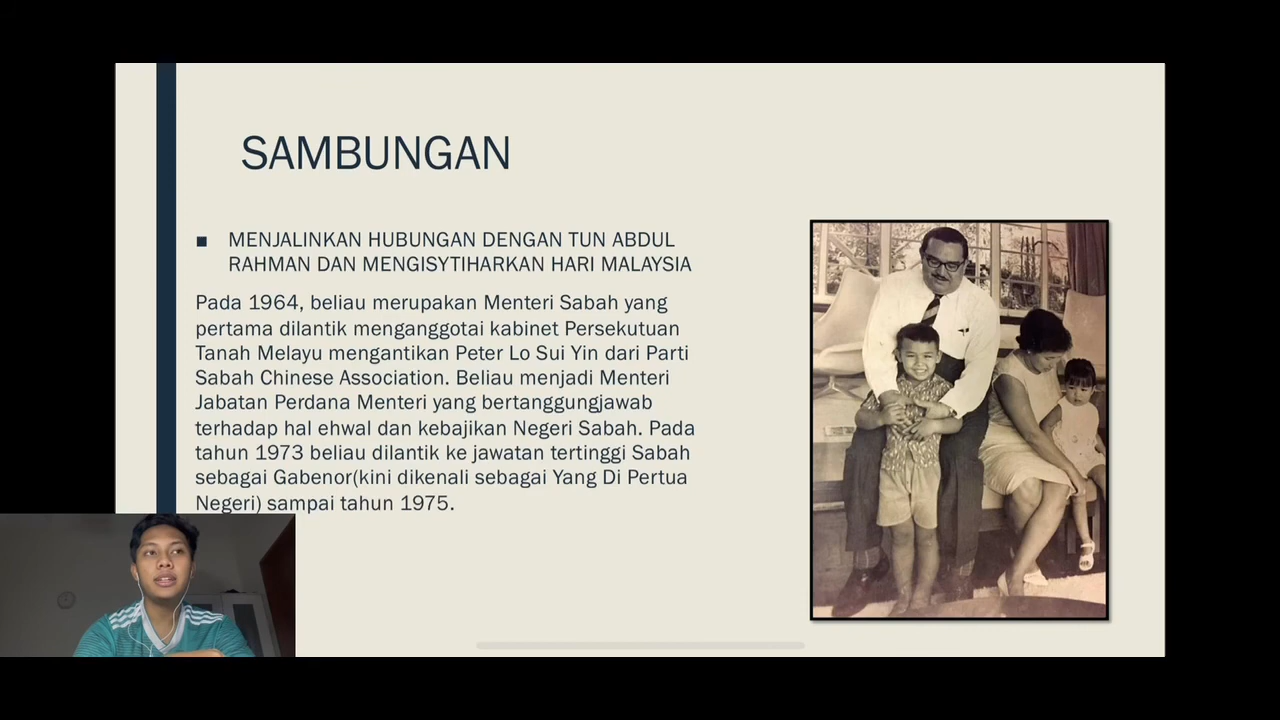 SAMBUNGAN
■ MENJALINKAN HUBUNGAN DENGAN TUN ABDUL
RAHMAN DAN MENGISYTIHARKAN HARI MALAYSIA
Pada 1964, beliau merupakan Menteri Sabah yang
pertama dilantik menganggotai kabinet Persekutuan
Tanah Melayu mengantikan Peter Lo Sui Yin dari Parti
Sabah Chinese Association. Beliau menjadi Menteri
Jabatan Perdana Menteri yang bertanggungjawab
terhadap hal ehwal dan kebajikan Negeri Sabah. Pada
tahun 1973 beliau dilantik ke jawatan tertinggi Sabah
sebagai Gabenor(kini dikenali sebagai Yang Di Pertua
Negeri) sampai tahun 1975.